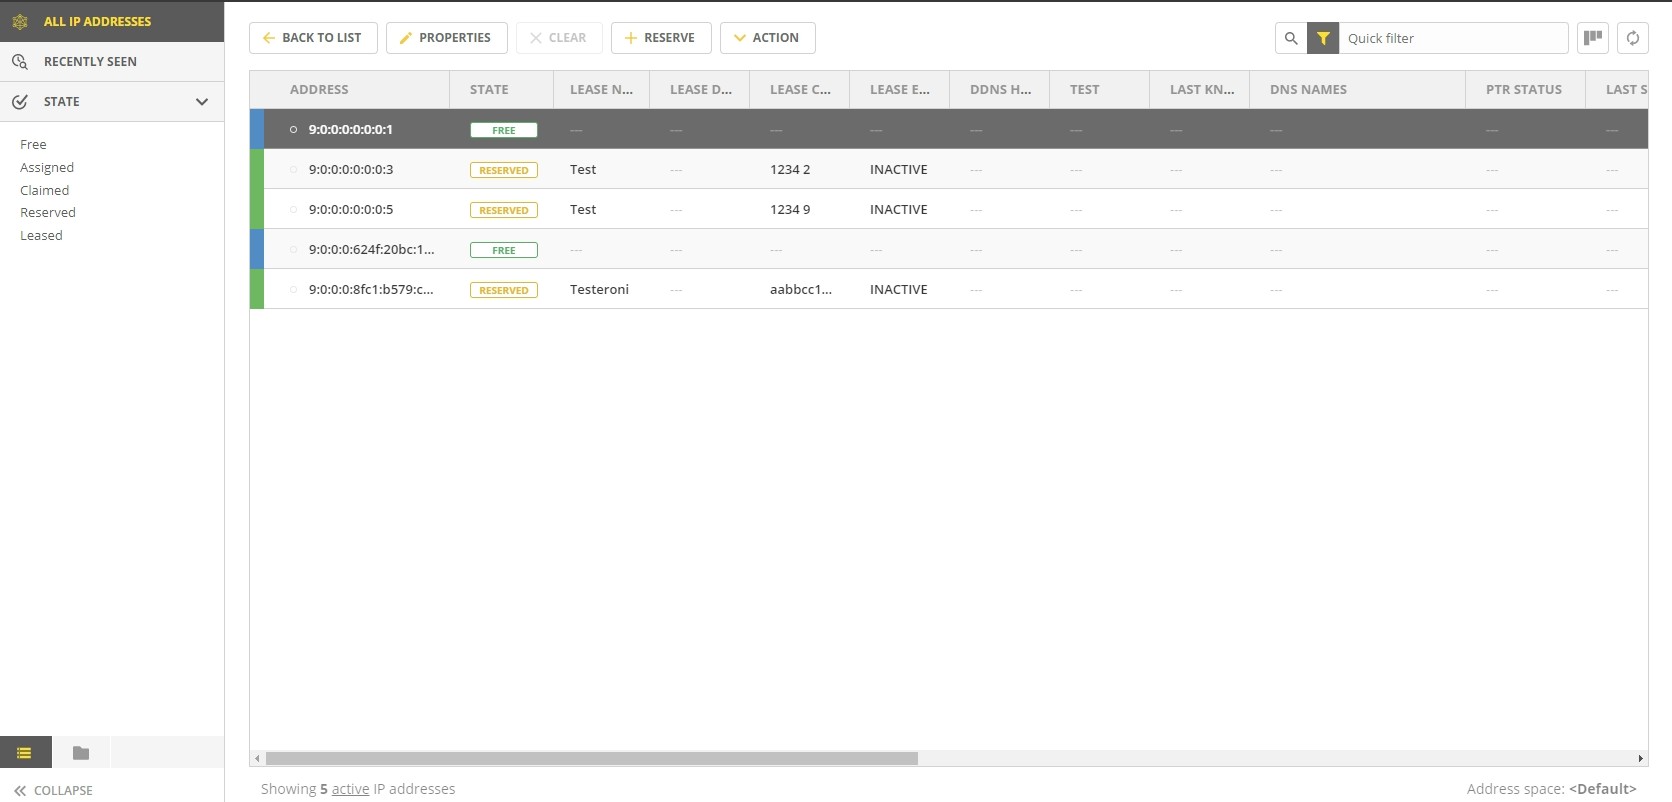 ALL IP ADDRESSES
RECENTLY SEEN
STATE
Free
Assigned
Claimed
Reserved
Leased
COLLAPSE
BACK TO LIST PROPERTIES CLEAR RESERVE ACTION Quick filter
ADDRESS STATE LEASE N... LEASE D... LEASE C... LEASE E... DDNS H... TEST LAST KN... DNS NAMES PTR STATUS LAST S
9:0:0:0:0:0:0:1 FREE --- --- --- --- --- --- --- --- --- ---
9:0:0:0:0:0:0:3 RESERVED Test --- 1234 2 INACTIVE --- --- --- --- --- ---
9:0:0:0:0:0:0:5 RESERVED Test --- 1234 9 INACTIVE --- --- --- --- --- ---
9:0:0:0:624f:20bc:1... FREE --- --- --- --- --- --- --- --- --- ---
9:0:0:0:8fc1:b579:c... RESERVED Testeroni --- aabbcc1... INACTIVE --- --- --- --- --- ---
Showing 5 active IP addresses Address space: <Default>